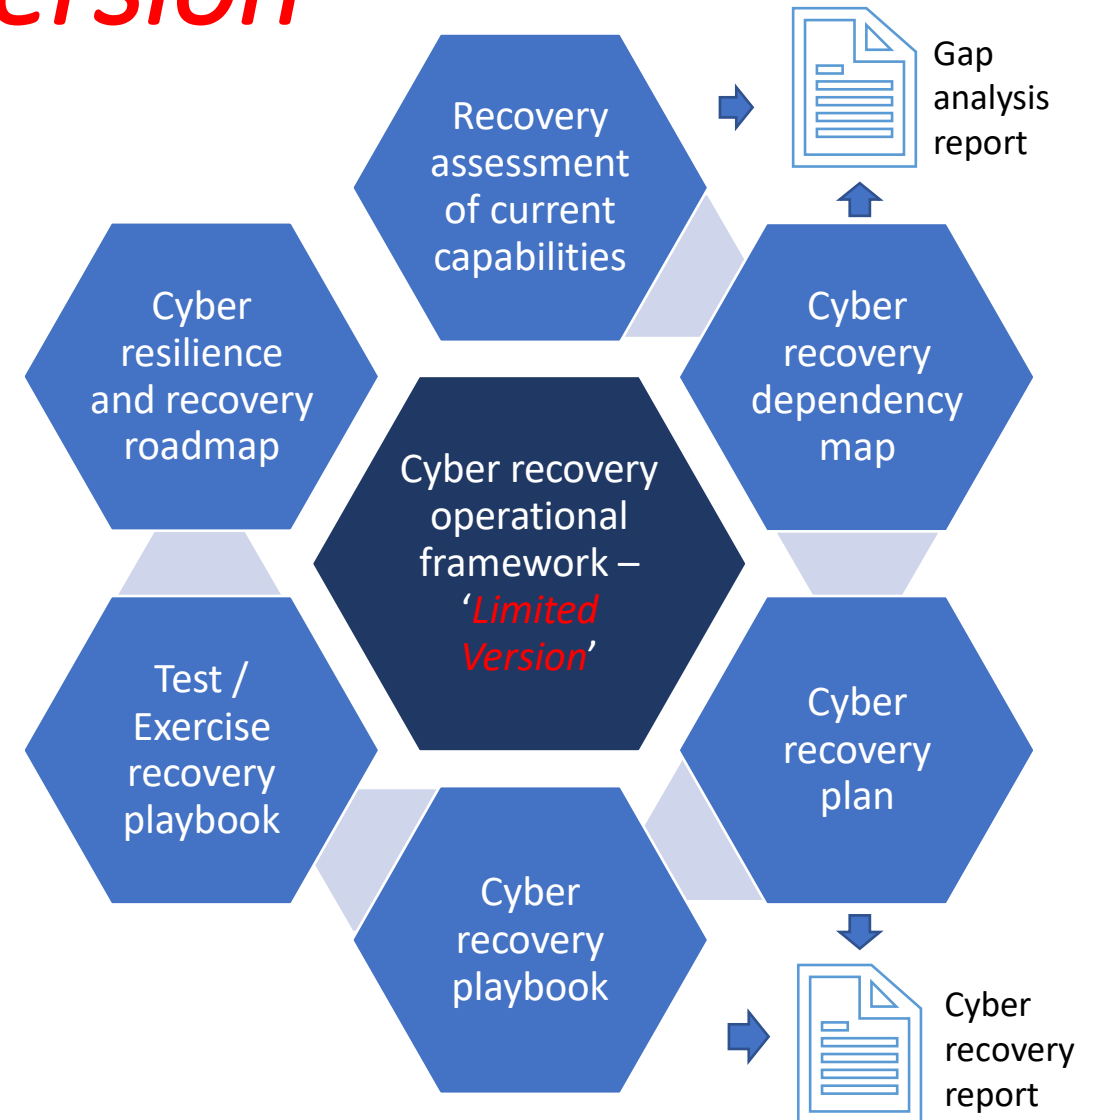 Recovery
assessment
of current
capabilities
Gap
analysis
report
Cyber
recovery
dependency
map
Cyber
resilience
and recovery
roadmap
Cyber recovery
operational
framework –
‘Limited
Version’
Cyber
recovery
plan
Test /
Exercise
recovery
playbook
Cyber
recovery
playbook
Cyber
recovery
report